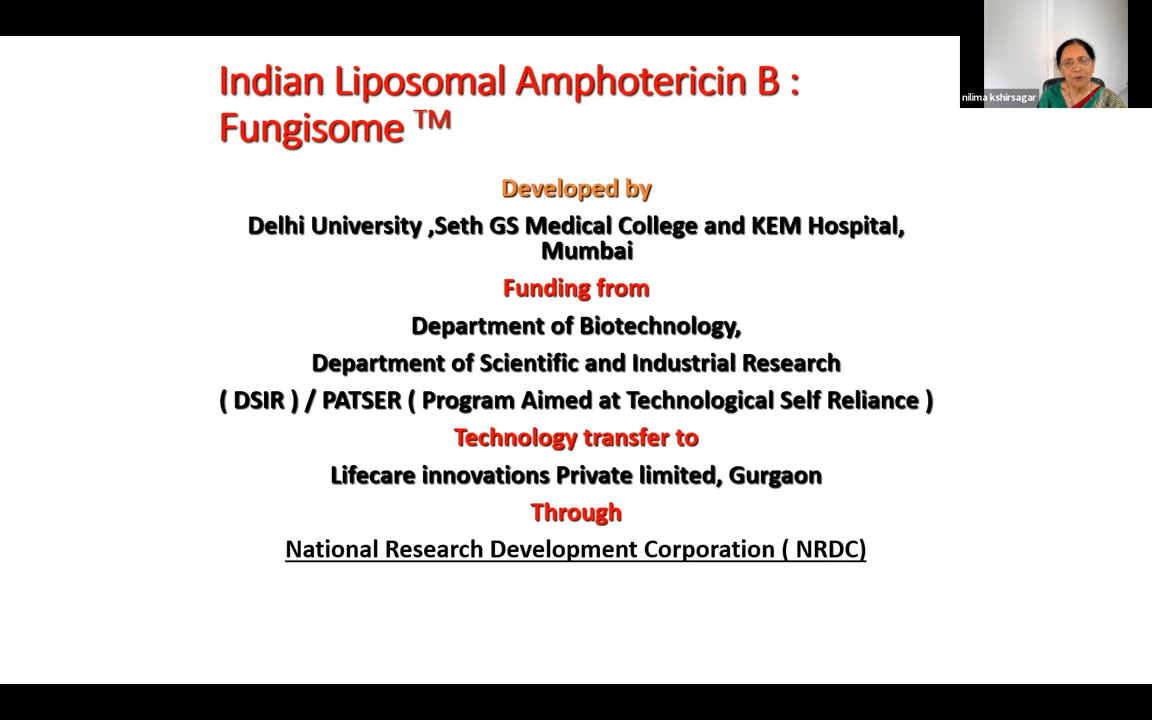 Indian Liposomal Amphotericin B :
Fungisome TM
nilima kshirsagar
Developed by
Delhi University ,Seth GS Medical College and KEM Hospital,
Mumbai
Funding from
Department of Biotechnology,
Department of Scientific and Industrial Research
( DSIR ) / PATSER ( Program Aimed at Technological Self Reliance )
Technology transfer to
Lifecare innovations Private limited, Gurgaon
Through
National Research Development Corporation ( NRDC)